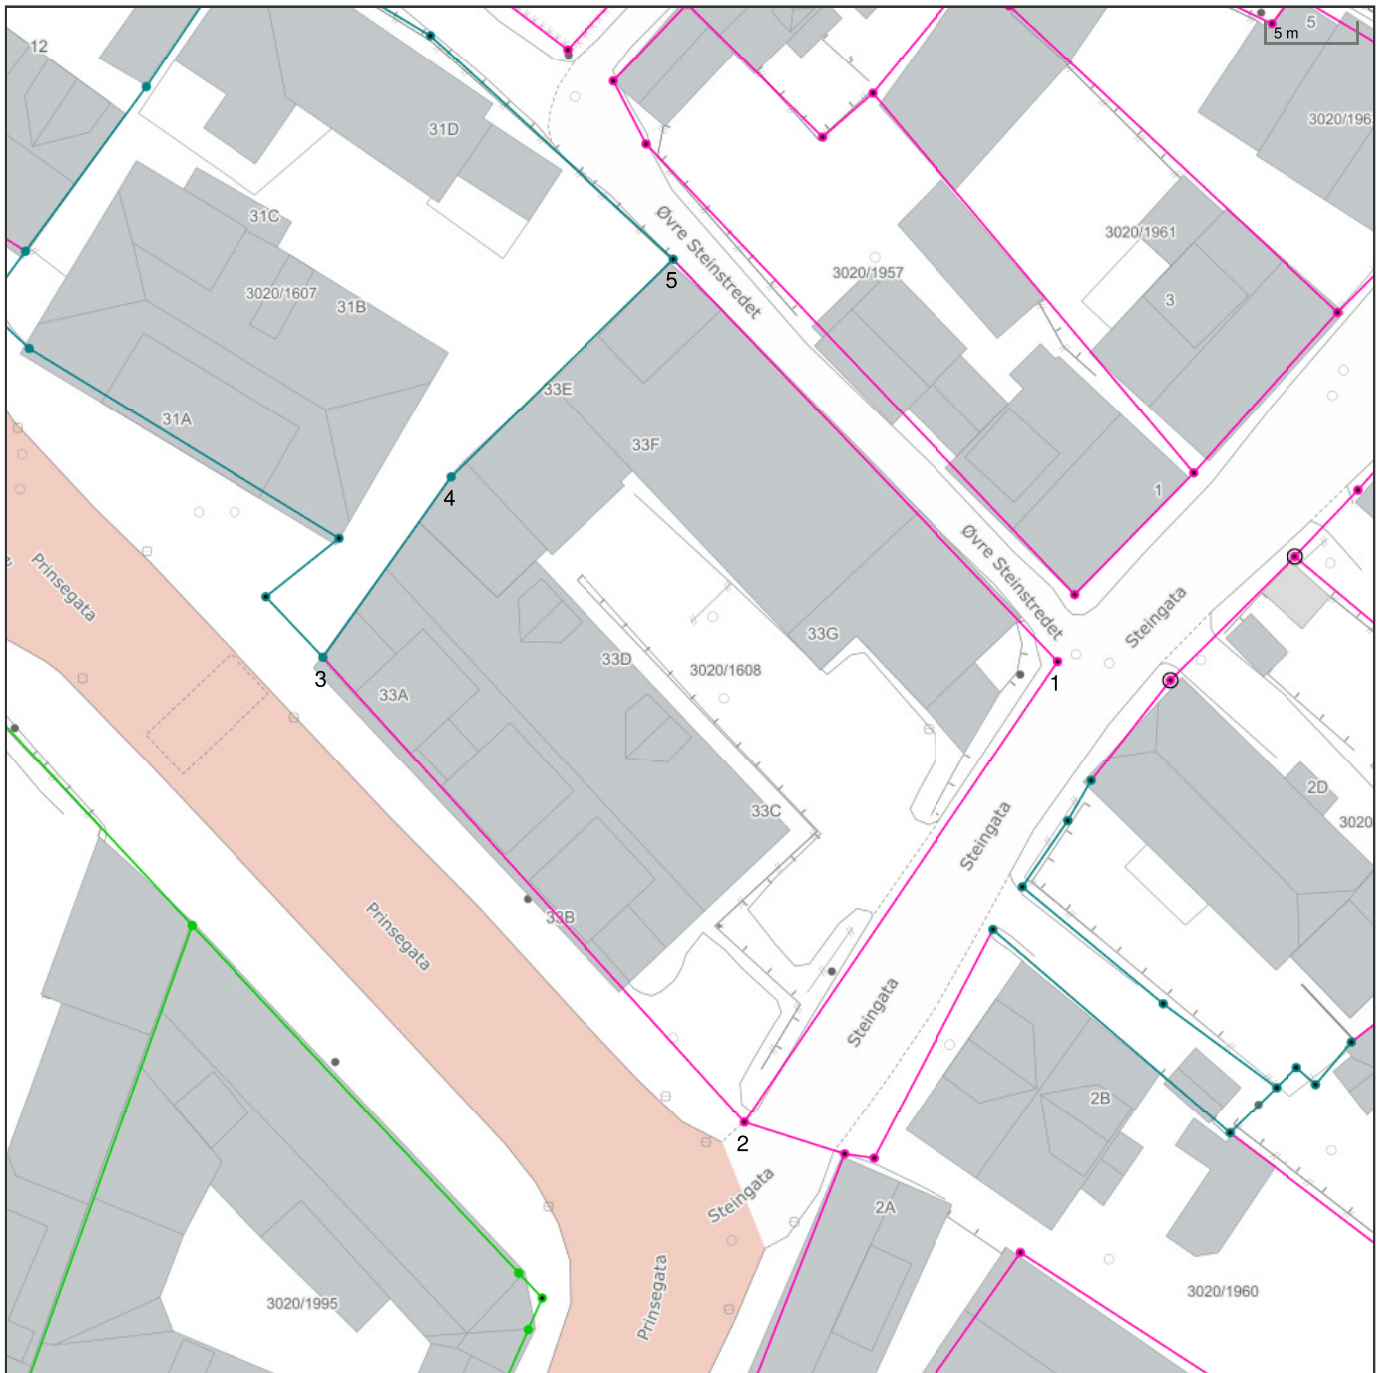 12
5
5 m
3020/196
31D
31C
Øvre Steinstredet
3020/1961
3020/1957
5
3020/1607
31B
3
33E
31A
33F
4
1
Prinsegata
Øvre Steinstredet
Steingata
33G
33D
3020/1608
3
1
33A
2D
33C
3020
Steingata
33B
Prinsegata
Steingata
2B
2
Steingata
2A
Prinsegata
3020/1995
3020/1960